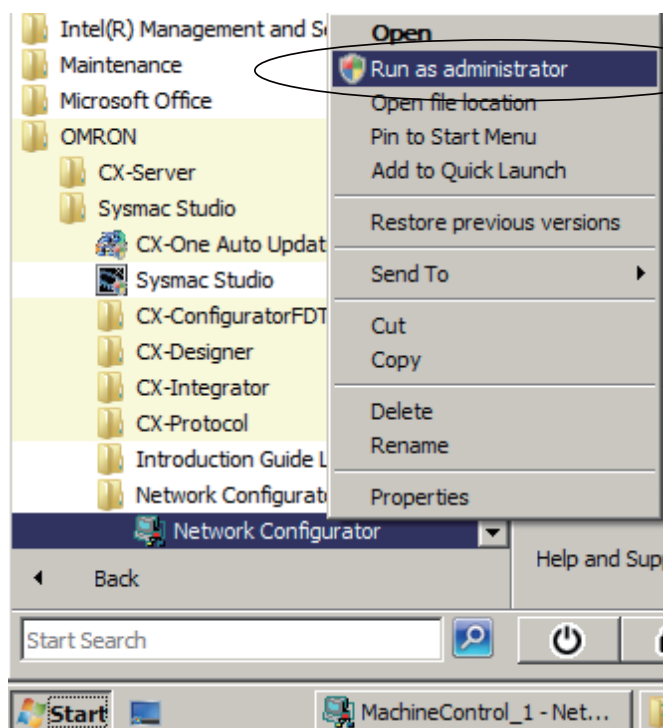 Intel(R) Management and S
Maintenance
Microsoft Office
OMRON
CX-Server
Sysmac Studio
CX-One Auto Updat
Sysmac Studio
CX-ConfiguratorFDT
CX-Designer
CX-Integrator
CX-Protocol
Introduction Guide L
Network Configurat
Network Configurator
Back
Start Search
Open
Run as administrator
Open file location
Pin to Start Menu
Add to Quick Launch
Restore previous versions
Send To
Cut
Copy
Delete
Rename
Properties
Help and Sup
Start
MachineControl_1 - Net...